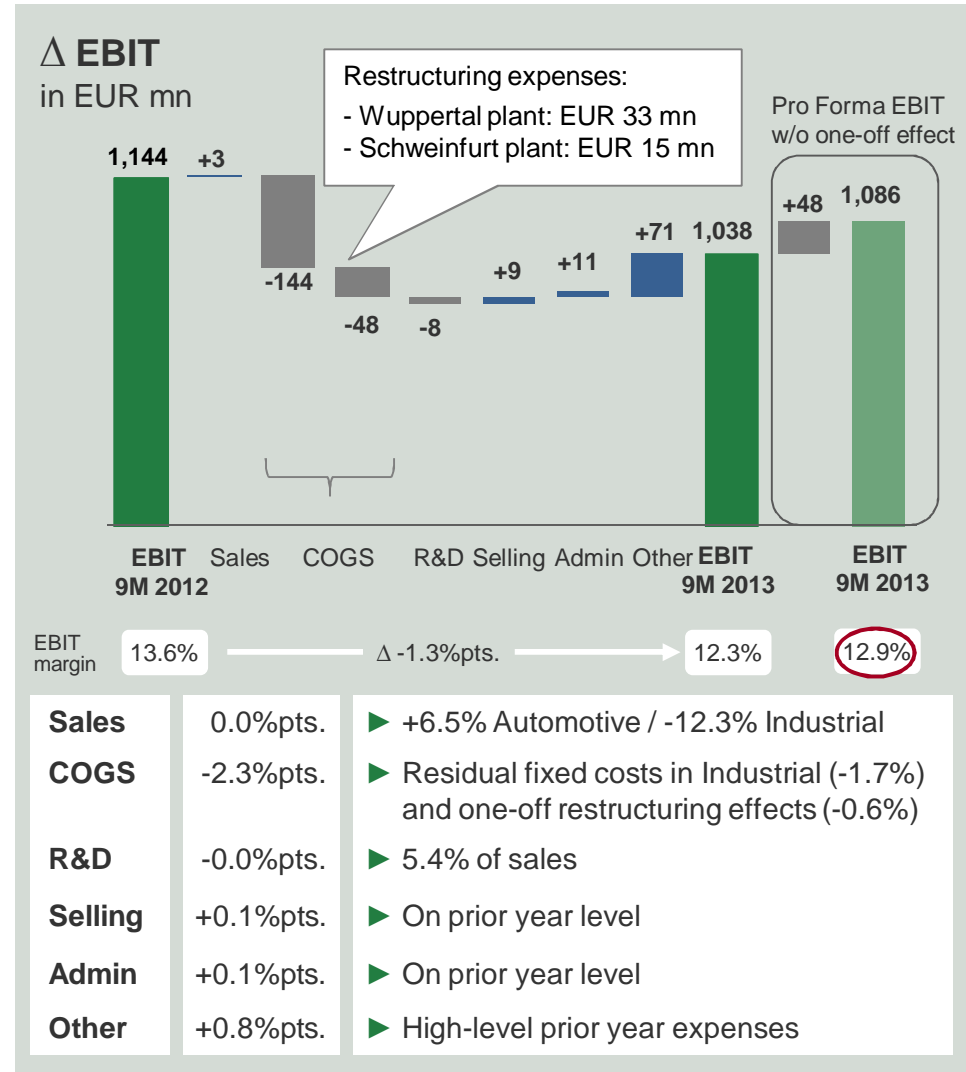 Δ EBIT
in EUR mn
Restructuring expenses:
- Wuppertal plant: EUR 33 mn
- Schweinfurt plant: EUR 15 mn
Pro Forma EBIT
w/o one-off effect
1,144
+3
-144
-48
-8
+9
+11
+71
1,038
+48
1,086
EBIT
9M 2012
Sales
COGS
R&D
Selling
Admin
Other
EBIT
9M 2013
EBIT
9M 2013
EBIT
margin
13.6%
Δ -1.3%pts.
12.3%
12.9%
Sales 0.0%pts. ► +6.5% Automotive / -12.3% Industrial
COGS -2.3%pts. ► Residual fixed costs in Industrial (-1.7%)
and one-off restructuring effects (-0.6%)
R&D -0.0%pts. ► 5.4% of sales
Selling +0.1%pts. ► On prior year level
Admin +0.1%pts. ► On prior year level
Other +0.8%pts. ► High-level prior year expenses